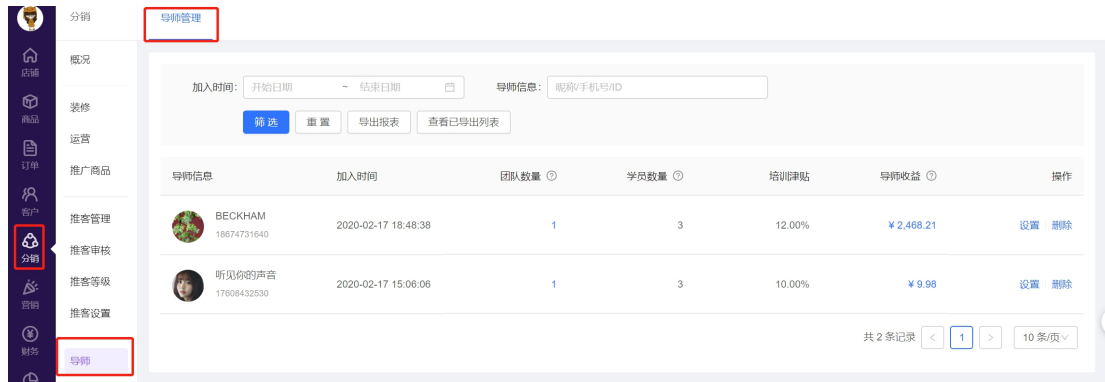 分销
导师管理
店铺
商品
订单
客户
分销
营销
财务
概况
装修
运营
推广商品
推客管理
推客审核
推客等级
推客设置
导师
加入时间: 开始日期 ~ 结束日期 导师信息: 昵称/手机号/ID
筛选 重置 导出报表 查看已导出列表
导师信息 加入时间 团队数量 ? 学员数量 ? 培训津贴 导师收益 ? 操作
BECKHAM
18674731640 2020-02-17 18:48:38 1 3 12.00% ¥ 2,468.21 设置 删除
听见你的声音
17608432530 2020-02-17 15:06:06 1 3 10.00% ¥ 9.98 设置 删除
共 2 条记录 < 1 > 10 条/页